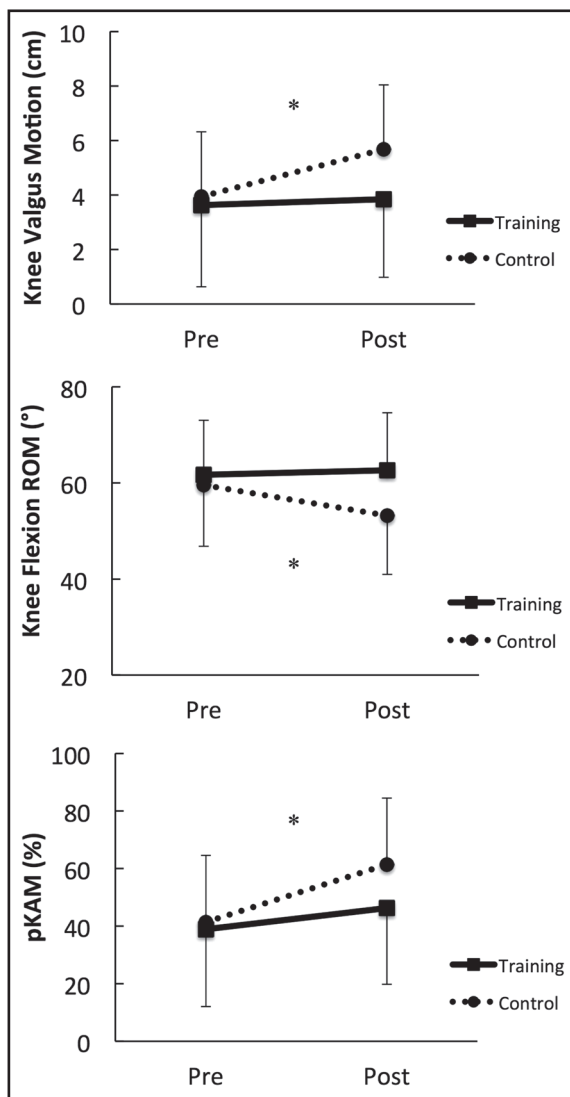 Knee Valgus Motion (cm)
10
8
6
4
2
0
*
Pre
Post
Training
Control
Knee Flexion ROM (°)
80
60
40
20
*
Pre
Post
Training
Control
pKAM (%)
100
80
60
40
20
0
*
Pre
Post
Training
Control